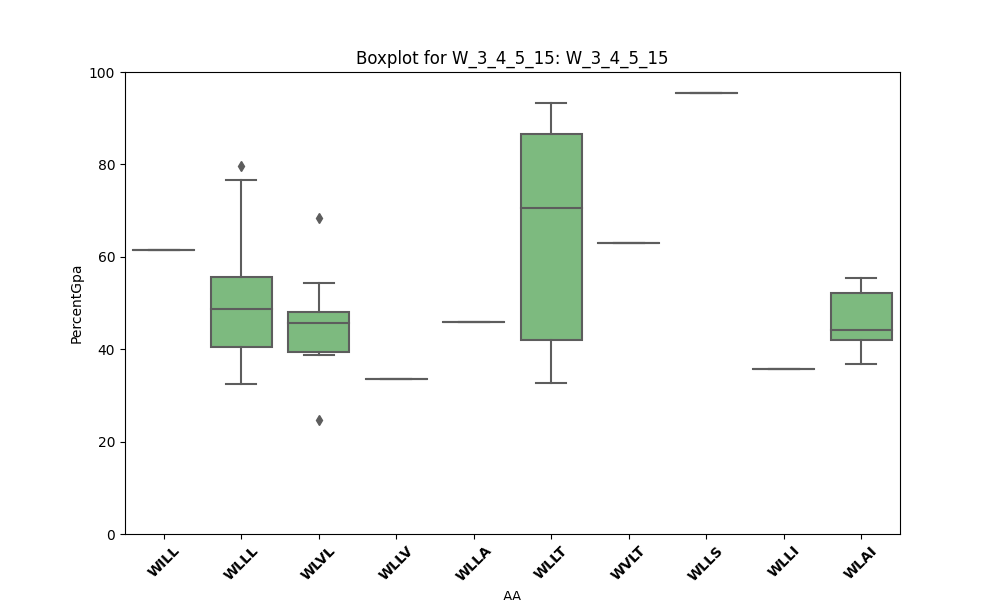 Boxplot for W_3_4_5_15: W_3_4_5_15
100
80
60
40
20
0
PercentGpa
WILL
WLLL
WLVL
WLLV
WLLA
WLLT
WVLT
WLLS
WLLI
WLAI
AA